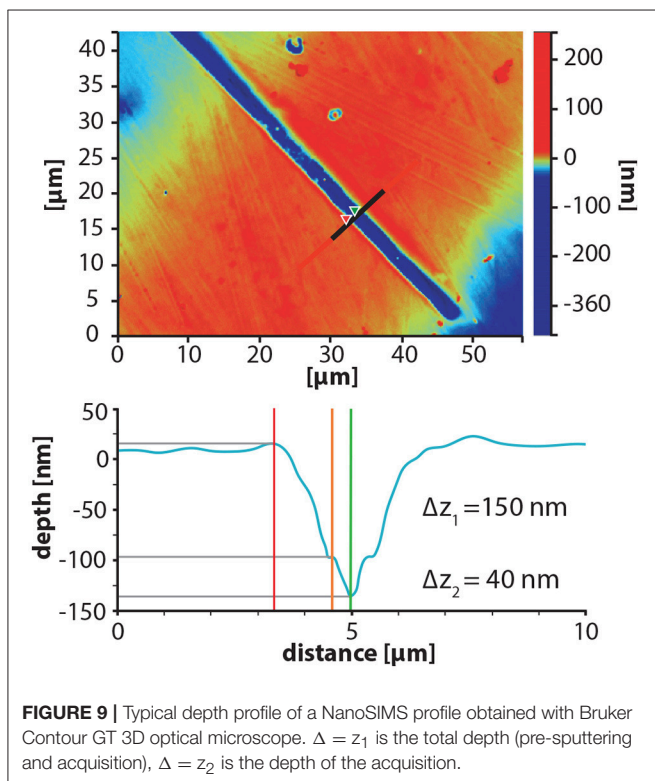 40
35
30
25
20
15
10
5
0
[µm]
0 10 20 30 40 50
[µm]
200
100
0
-100
-200
-360
[nm]
50
0
-50
-100
-150
depth [nm]
Δz1 = 150 nm
Δz2 = 40 nm
0 5 10
distance [µm]
FIGURE 9 | Typical depth profile of a NanoSIMS profile obtained with Bruker
Contour GT 3D optical microscope. Δ = z1 is the total depth (pre-sputtering
and acquisition), Δ = z2 is the depth of the acquisition.